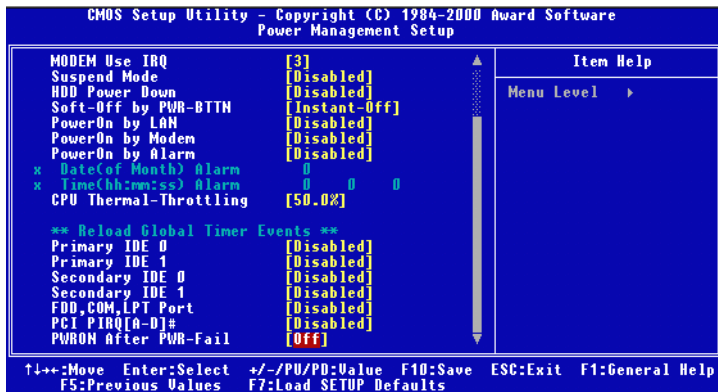 CMOS Setup Utility - Copyright (C) 1984-2000 Award Software
Power Management Setup
MODEM Use IRQ [3]
Suspend Mode [Disabled]
HDD Power Down [Disabled]
Soft-Off by PWR-BTTN [Instant-Off]
PowerOn by LAN [Disabled]
PowerOn by Modem [Disabled]
PowerOn by Alarm [Disabled]
x Date(of Month) Alarm 0
x Time(hh:mm:ss) Alarm 0 0 0
CPU Thermal-Throttling [50.0%]
** Reload Global Timer Events **
Primary IDE 0 [Disabled]
Primary IDE 1 [Disabled]
Secondary IDE 0 [Disabled]
Secondary IDE 1 [Disabled]
FDD,COM,LPT Port [Disabled]
PCI PIRQ[A-D]# [Disabled]
PWRON After PWR-Fail [Off]
Item Help
Menu Level ▸
↑↓→←:Move Enter:Select +/-/PU/PD:Value F10:Save ESC:Exit F1:General Help
F5:Previous Values F7:Load SETUP Defaults